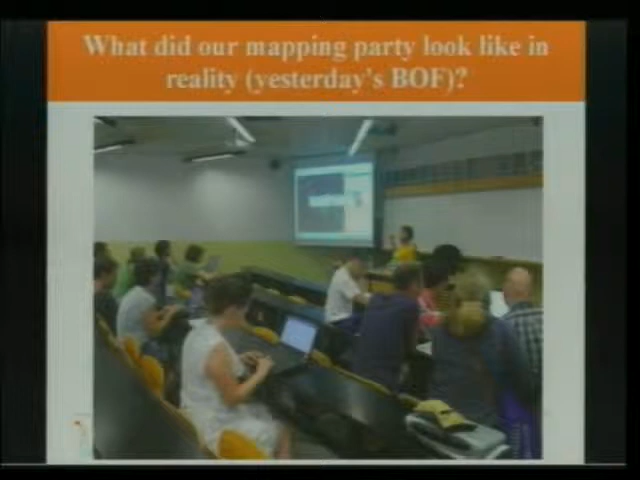 What did our mapping party look like in
reality (yesterday's BOF)?